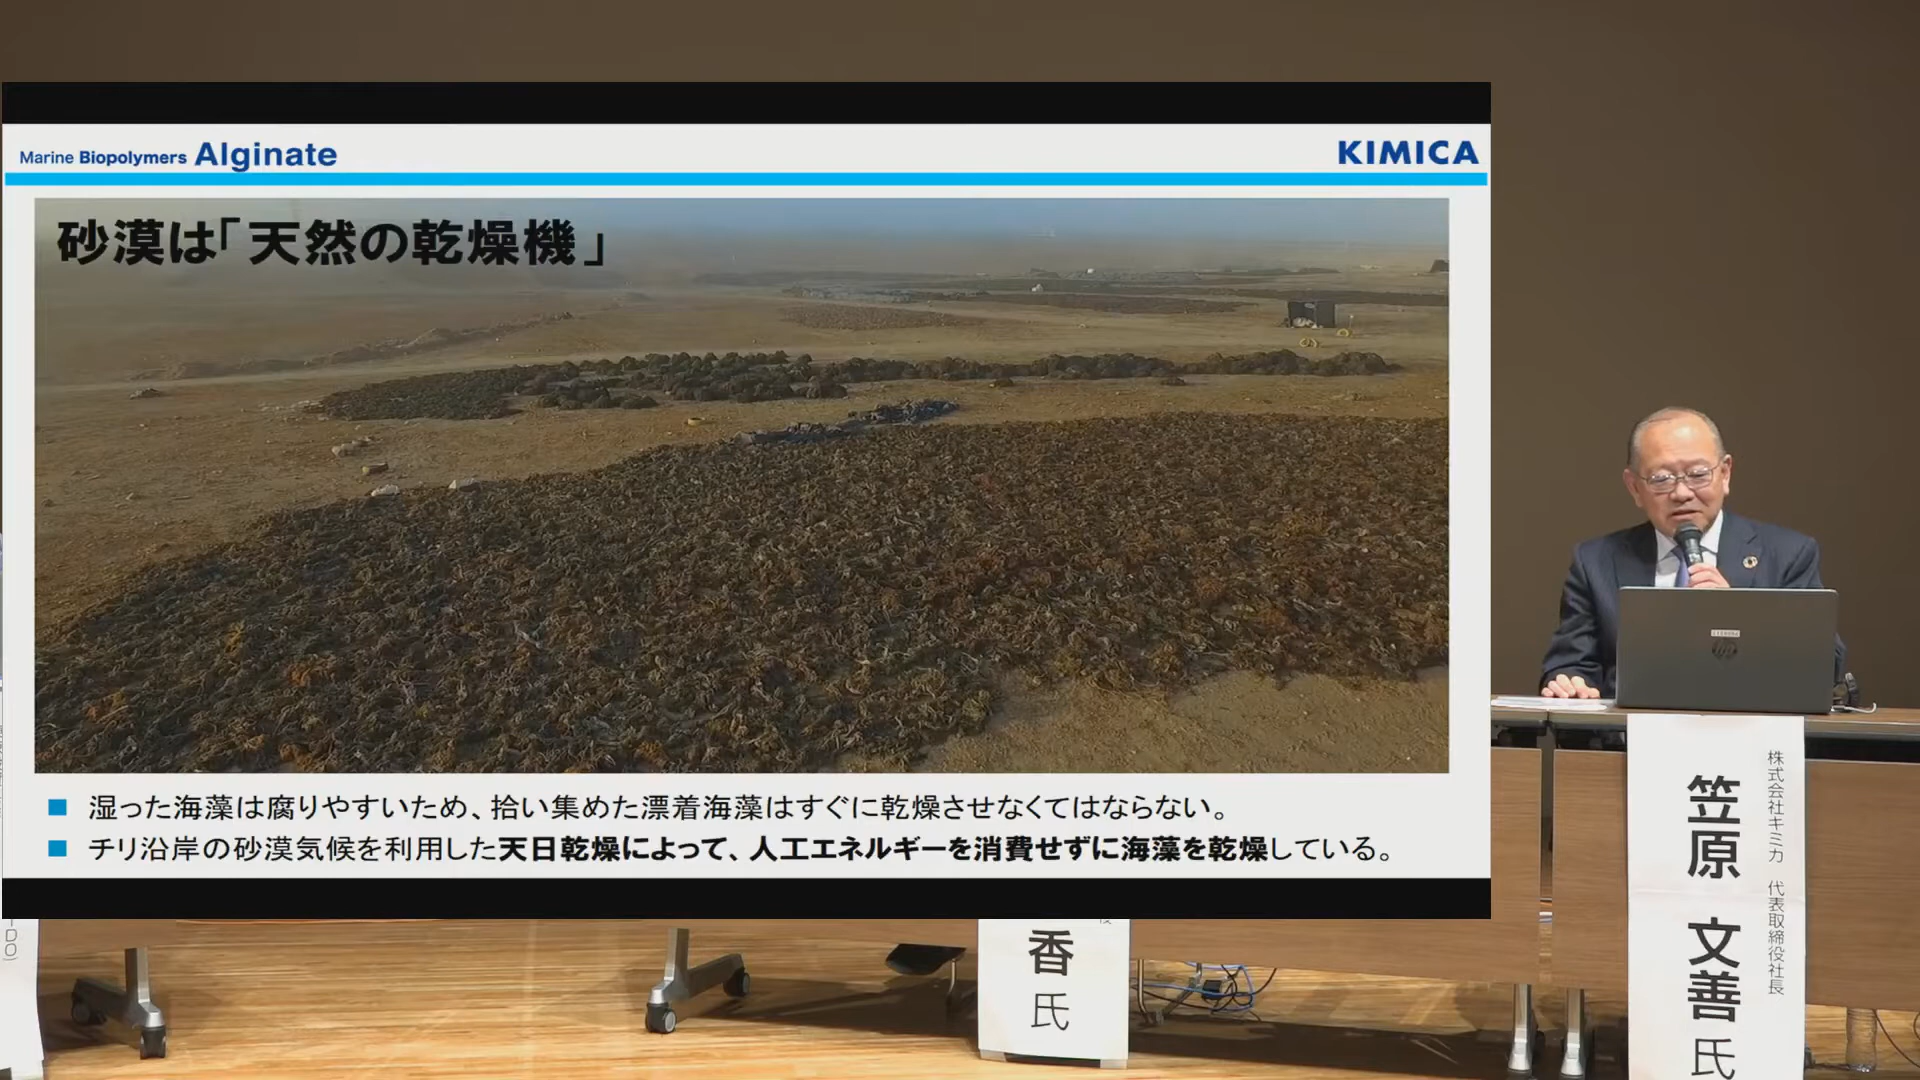 Marine Biopolymers Alginate
KIMICA
砂漠は「天然の乾燥機」
湿った海藻は腐りやすいため、拾い集めた漂着海藻はすぐに乾燥させなくてはならない。
チリ沿岸の砂漠気候を利用した天日乾燥によって、人工エネルギーを消費せずに海藻を乾燥している。
株式会社キミカ 代表取締役社長
笠原 文善 氏
香 氏
hp
DO)